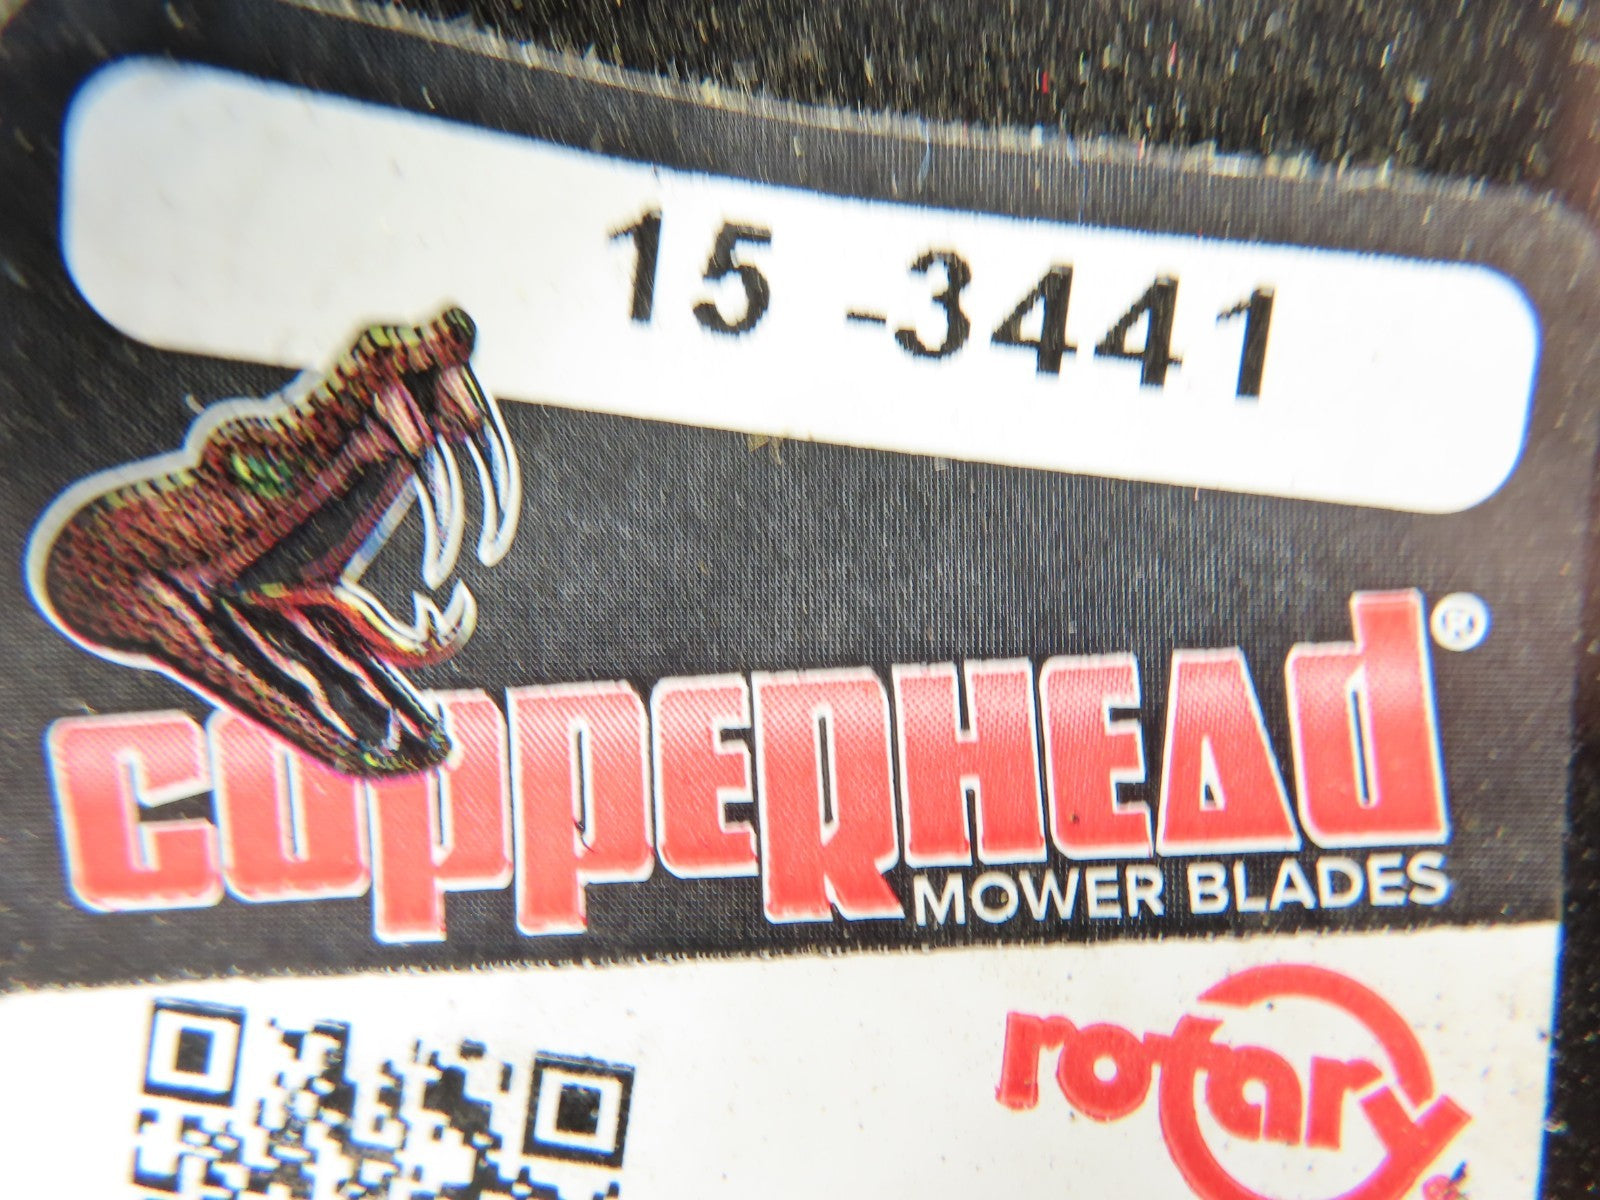 15 -3441
COPPERHEAD®
MOWER BLADES
rotary